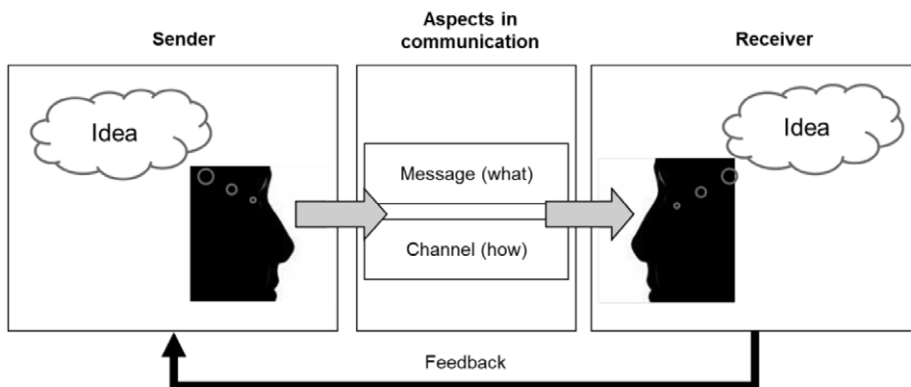 Sender
Aspects in
communication
Receiver
Idea
Message (what)
Channel (how)
Idea
Feedback